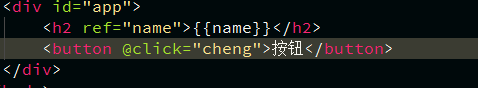 <div id="app">
<h2 ref="name">{{name}}</h2>
<button @click="cheng">按钮</button>
</div>